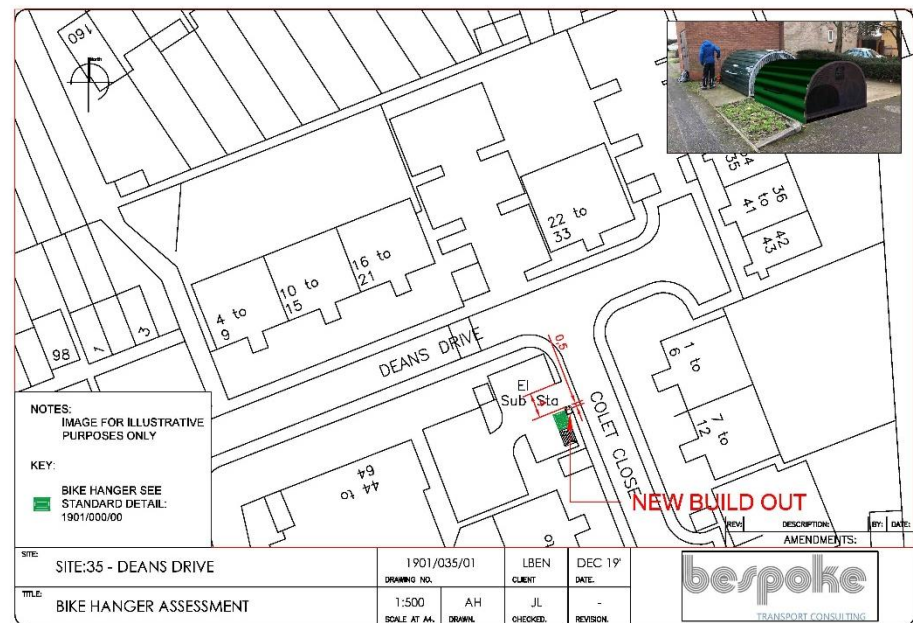 160
North
34
35
36
to
41
42
43
22 to
33
16 to
21
10 to
15
4 to
9
3
1
98
DEANS DRIVE
El
Sub Sta
0.5
COLET CLOSE
1 to
6
7 to
12
44 to
64
to
NEW BUILD OUT
NOTES:
IMAGE FOR ILLUSTRATIVE
PURPOSES ONLY
KEY:
BIKE HANGER SEE
STANDARD DETAIL:
1901/000/00
REV:
DESCRIPTION:
BY:
DATE:
AMENDMENTS:
SITE:
SITE:35 - DEANS DRIVE
1901/035/01
DRAWING NO.
LBEN
CLIENT
DEC 19'
DATE.
TITLE:
BIKE HANGER ASSESSMENT
1:500
SCALE AT A4.
AH
DRAWN.
JL
CHECKED.
-
REVISION.
bespoke
TRANSPORT CONSULTING